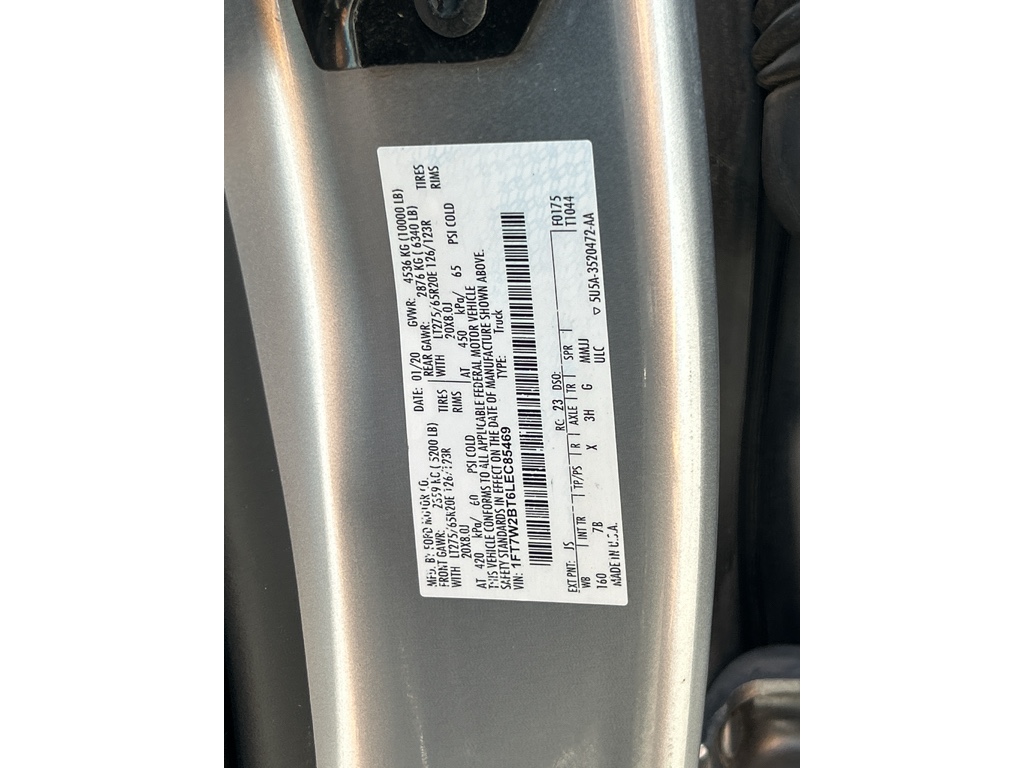 MFD. BY FORD MOTOR CO. DATE: 01/20 GVWR: 4536 KG (10000 LB)
FRONT GAWR: 2359 KG ( 5200 LB) REAR GAWR: 2876 KG ( 6340 LB)
WITH LT275/65R20E 126/123R TIRES WITH LT275/65R20E 126/123R TIRES
20X8.0J RIMS 20X8.0J RIMS
AT 420 kPa/ 60 PSI COLD AT 450 kPa/ 65 PSI COLD
THIS VEHICLE CONFORMS TO ALL APPLICABLE FEDERAL MOTOR VEHICLE
SAFETY STANDARDS IN EFFECT ON THE DATE OF MANUFACTURE SHOWN ABOVE.
VIN: 1FT7W2BT6LEC85469 TYPE: Truck
EXT PNT: JS RC: 23 DSO: F0175
WB INT TR TP/PS R AXLE TR SPR T1044
160 7B X 3H G MMJJ
MADE IN U.S.A. ULC ▽ 5U5A-3520472-AA